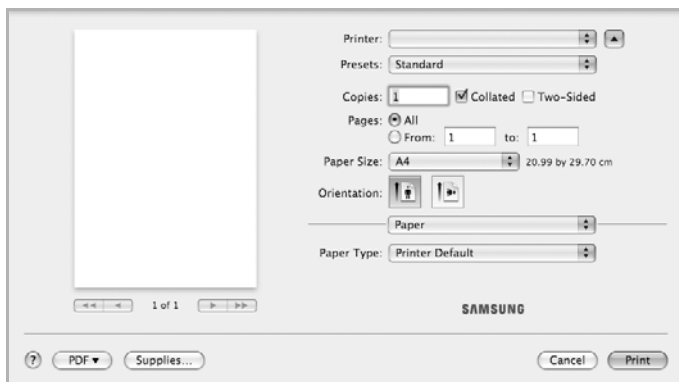 Printer:
Presets: Standard
Copies: 1 Collated Two-Sided
Pages: All
From: 1 to: 1
Paper Size: A4 20.99 by 29.70 cm
Orientation:
Paper
Paper Type: Printer Default
1 of 1
SAMSUNG
? PDF Supplies... Cancel Print